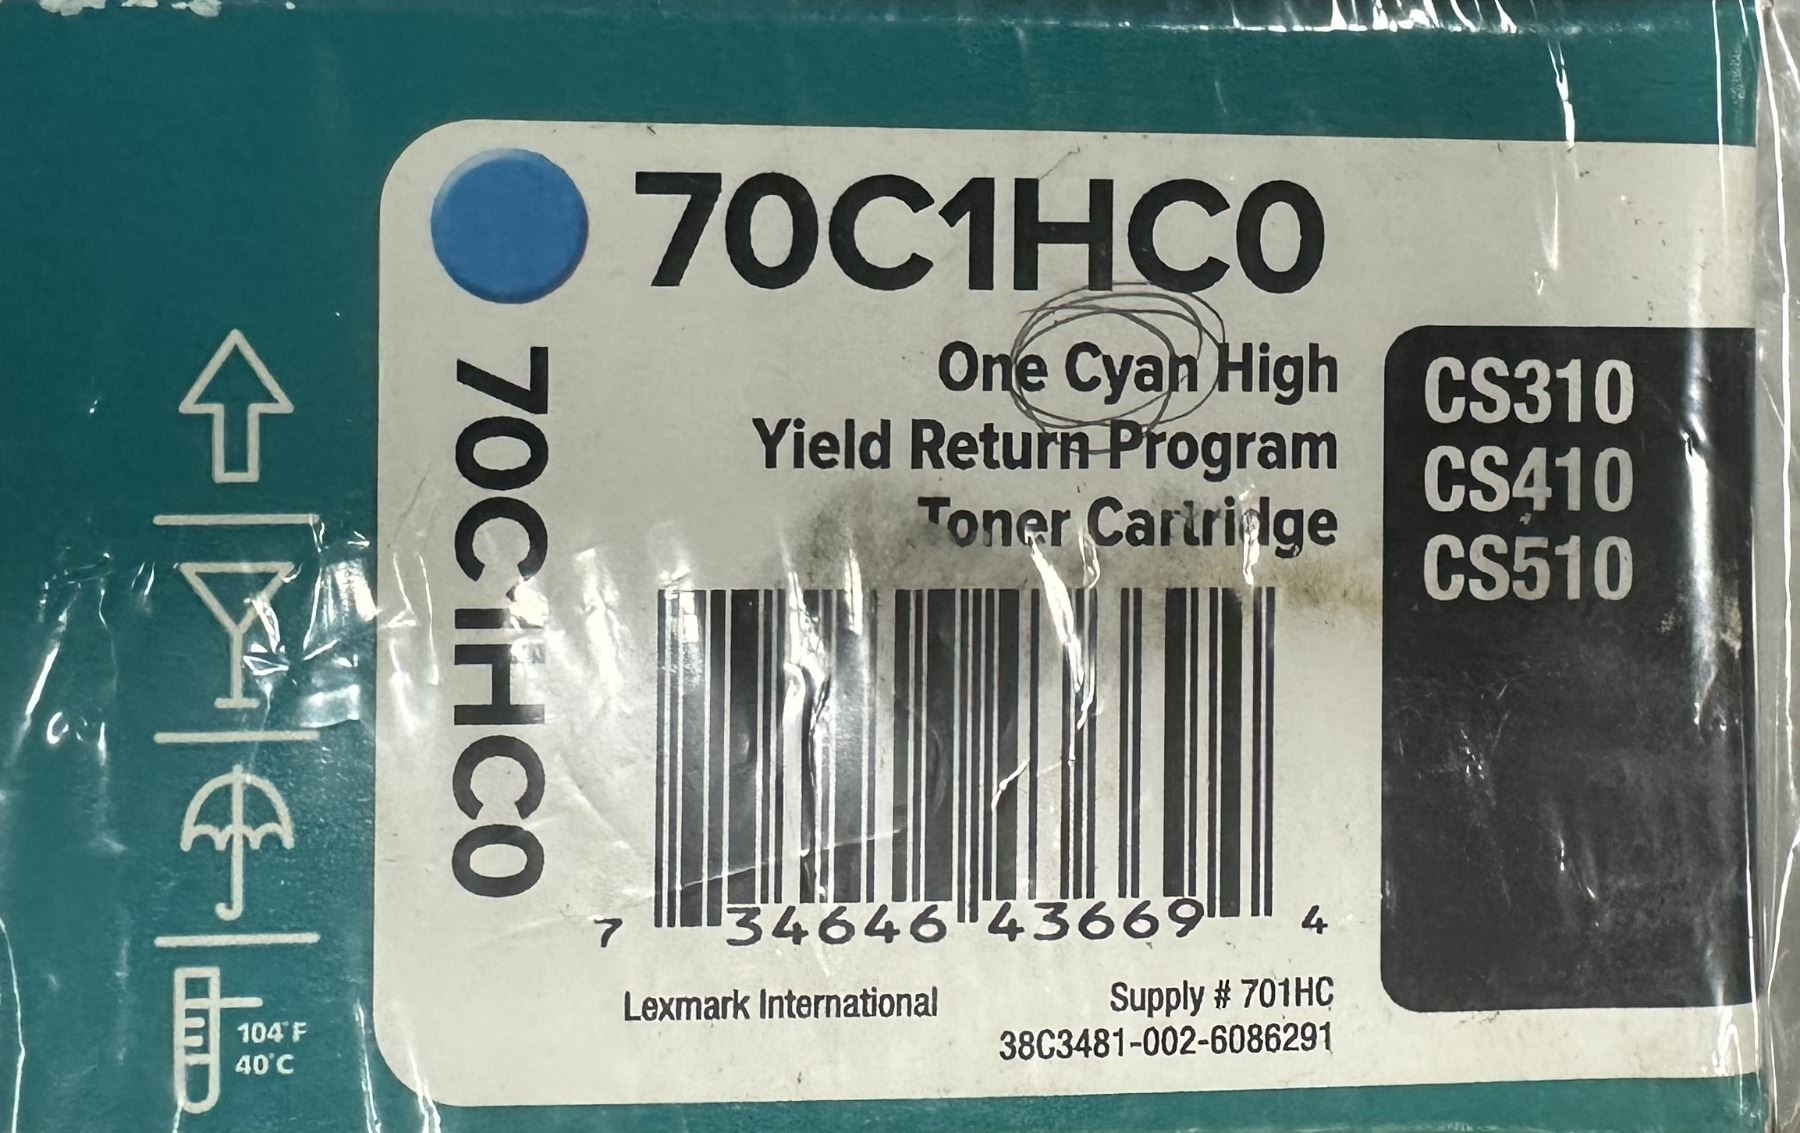 70C1HC0
70C1HC0
One Cyan High
Yield Return Program
Toner Cartridge
CS310
CS410
CS510
7 34646 43669 4
Lexmark International
Supply # 701HC
38C3481-002-6086291
104°F
40°C